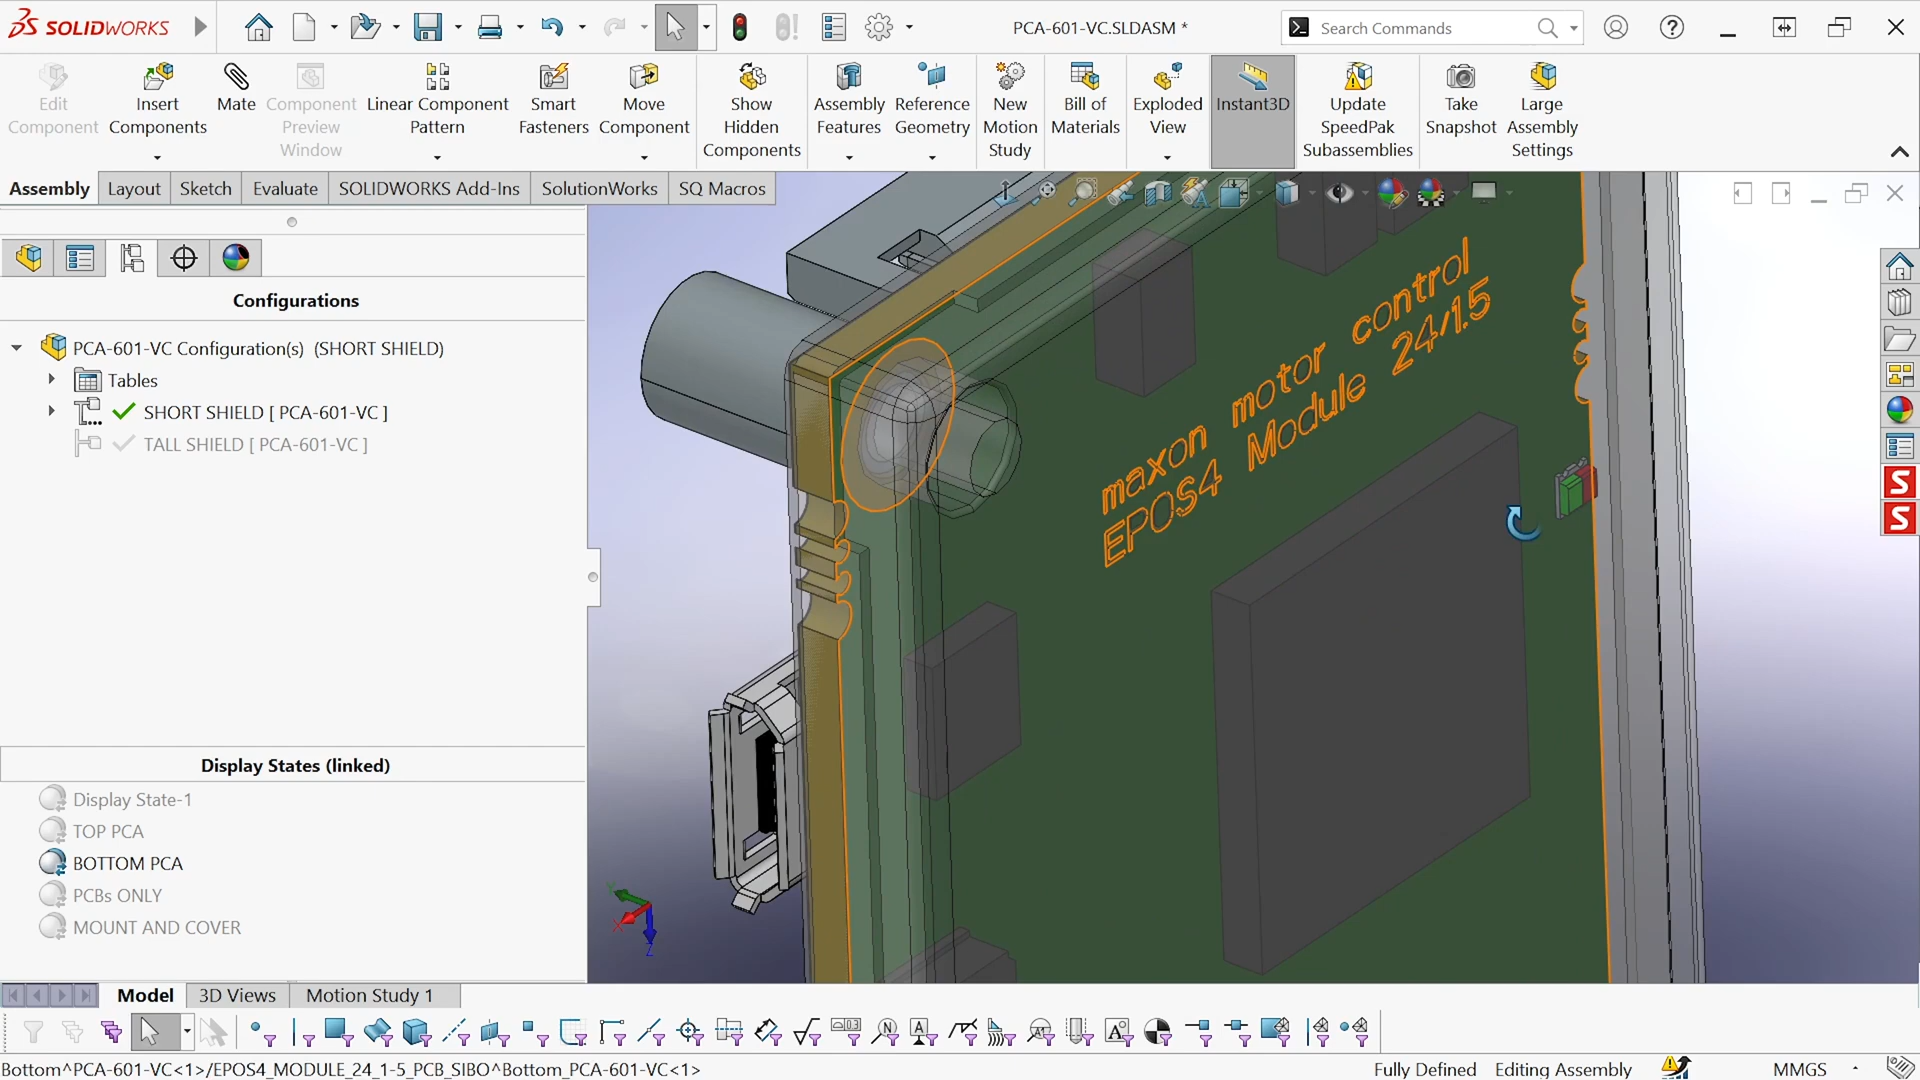 SOLIDWORKS
PCA-601-VC.SLDASM *
Search Commands
Edit Component
Insert Components
Mate
Component Preview Window
Linear Component Pattern
Smart Fasteners
Move Component
Show Hidden Components
Assembly Features
Reference Geometry
New Motion Study
Bill of Materials
Exploded View
Instant3D
Update SpeedPak Subassemblies
Take Snapshot
Large Assembly Settings
Assembly
Layout
Sketch
Evaluate
SOLIDWORKS Add-Ins
SolutionWorks
SQ Macros
Configurations
PCA-601-VC Configuration(s) (SHORT SHIELD)
Tables
SHORT SHIELD [ PCA-601-VC ]
TALL SHIELD [ PCA-601-VC ]
maxon motor control
EPOS4 Module 24/1.5
Display States (linked)
Display State-1
TOP PCA
BOTTOM PCA
PCBs ONLY
MOUNT AND COVER
Y
X
Z
Model
3D Views
Motion Study 1
Bottom^PCA-601-VC<1>/EPOS4_MODULE_24_1-5_PCB_SIBO^Bottom_PCA-601-VC<1>
Fully Defined
Editing Assembly
MMGS